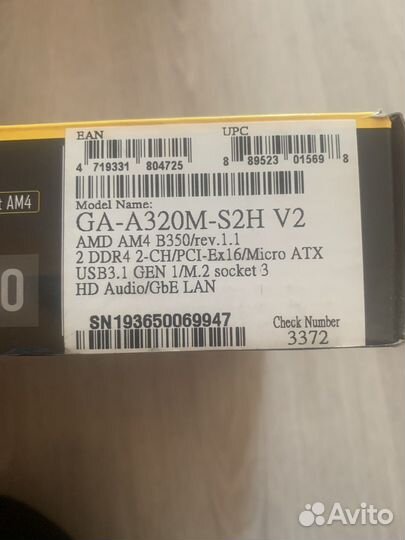 EAN UPC
4 719331 804725 8 89523 01569 8
t AM4
Model Name:
GA-A320M-S2H V2
AMD AM4 B350/rev.1.1
2 DDR4 2-CH/PCI-Ex16/Micro ATX
USB3.1 GEN 1/M.2 socket 3
HD Audio/GbE LAN
0
SN193650069947
Check Number
3372
Avito